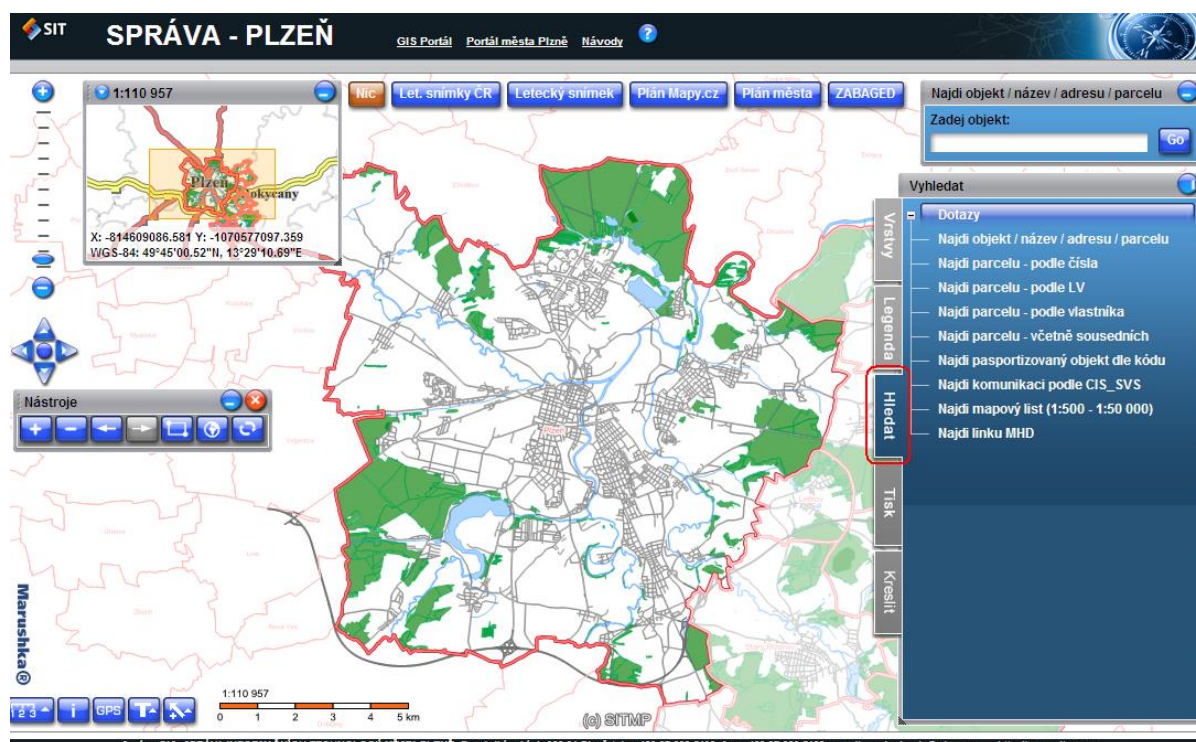 SIT
SPRÁVA - PLZEŇ
GIS Portál Portál města Plzně Návody ?
1:110 957
Plzeň
okycany
X: -814609086.581 Y: -1070577097.359
WGS-84: 49°45'00.52"N, 13°29'10.69"E
Nic
Let. snímky ČR
Letecký snímek
Plán Mapy.cz
Plán města
ZABAGED
Najdi objekt / název / adresu / parcelu
Zadej objekt:
Go
Vyhledat
Vrstvy
Legenda
Hledat
Tisk
Kreslit
Dotazy
Najdi objekt / název / adresu / parcelu
Najdi parcelu - podle čísla
Najdi parcelu - podle LV
Najdi parcelu - podle vlastníka
Najdi parcelu - včetně sousedních
Najdi pasportizovaný objekt dle kódu
Najdi komunikaci podle CIS_SVS
Najdi mapový list (1:500 - 1:50 000)
Najdi linku MHD
Nástroje
Plzeň
Marushka®
1 2 3
i
GPS
T
1:110 957
0 1 2 3 4 5 km
(c) SITMP